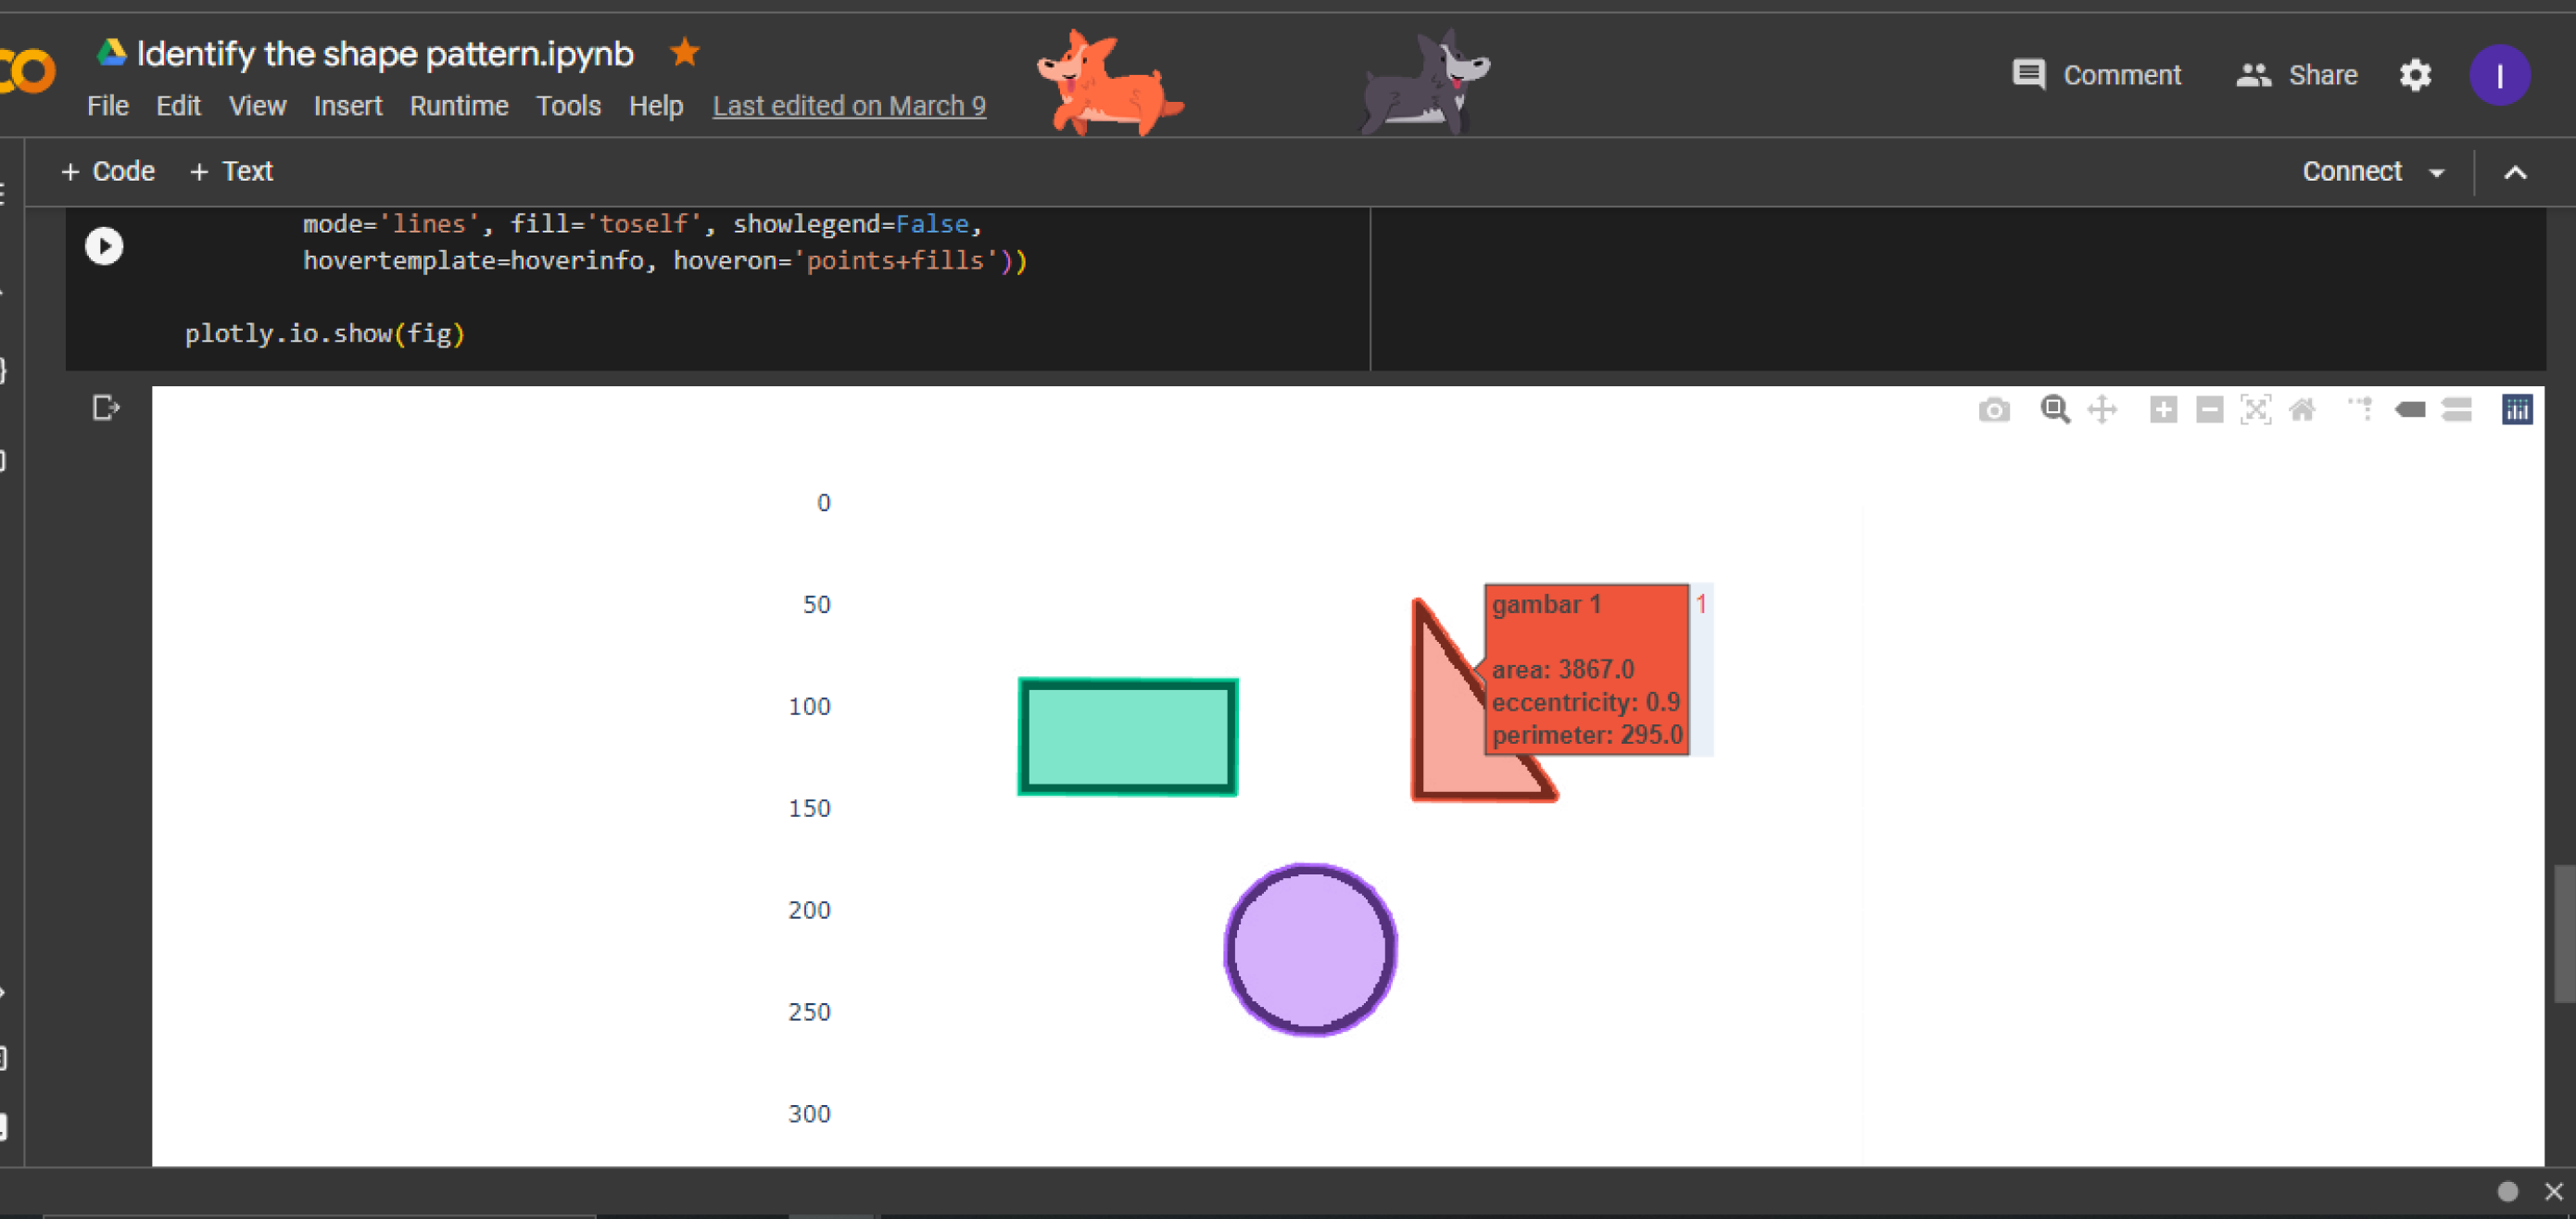 Identify the shape pattern.ipynb
File Edit View Insert Runtime Tools Help Last edited on March 9
Comment Share I
+ Code + Text
Connect
mode='lines', fill='toself', showlegend=False,
hovertemplate=hoverinfo, hoveron='points+fills'))
plotly.io.show(fig)
0
50
100
150
200
250
300
gambar 1
1
area: 3867.0
eccentricity: 0.9
perimeter: 295.0